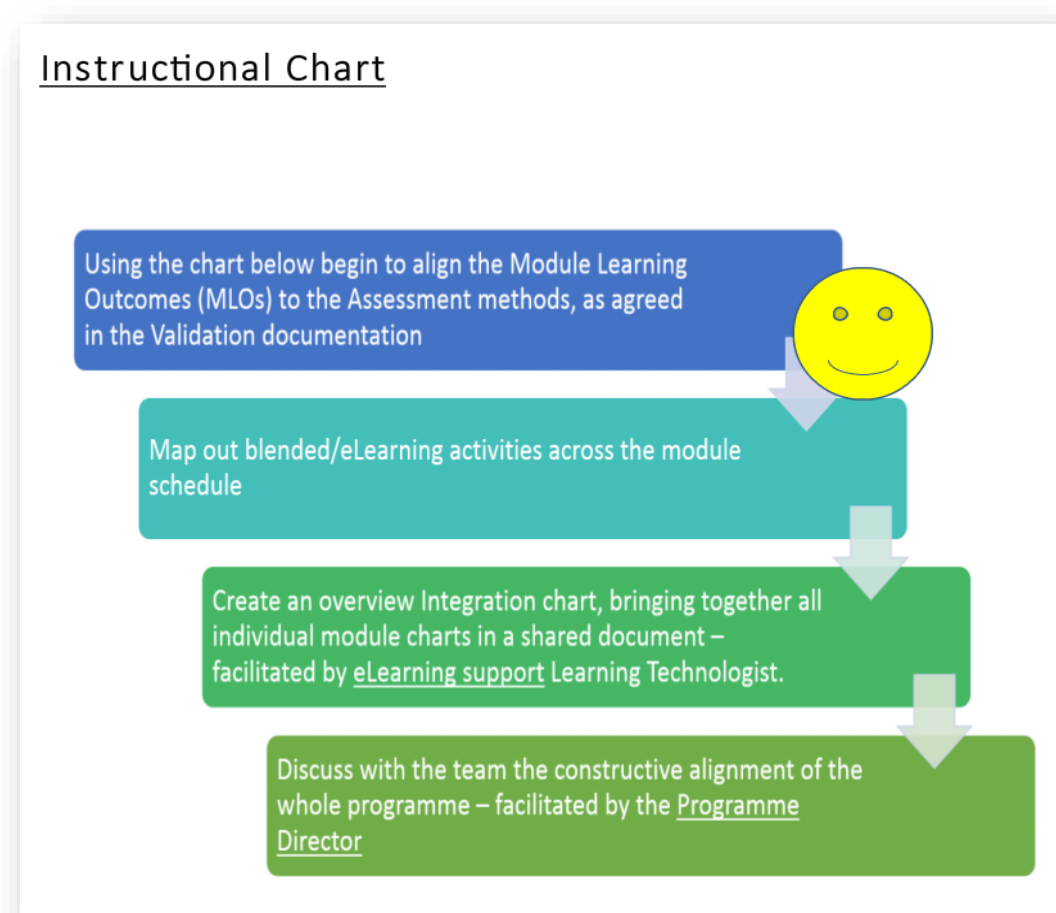 Instructional Chart
Using the chart below begin to align the Module Learning
Outcomes (MLOs) to the Assessment methods, as agreed
in the Validation documentation
Map out blended/eLearning activities across the module
schedule
Create an overview Integration chart, bringing together all
individual module charts in a shared document –
facilitated by eLearning support Learning Technologist.
Discuss with the team the constructive alignment of the
whole programme – facilitated by the Programme
Director